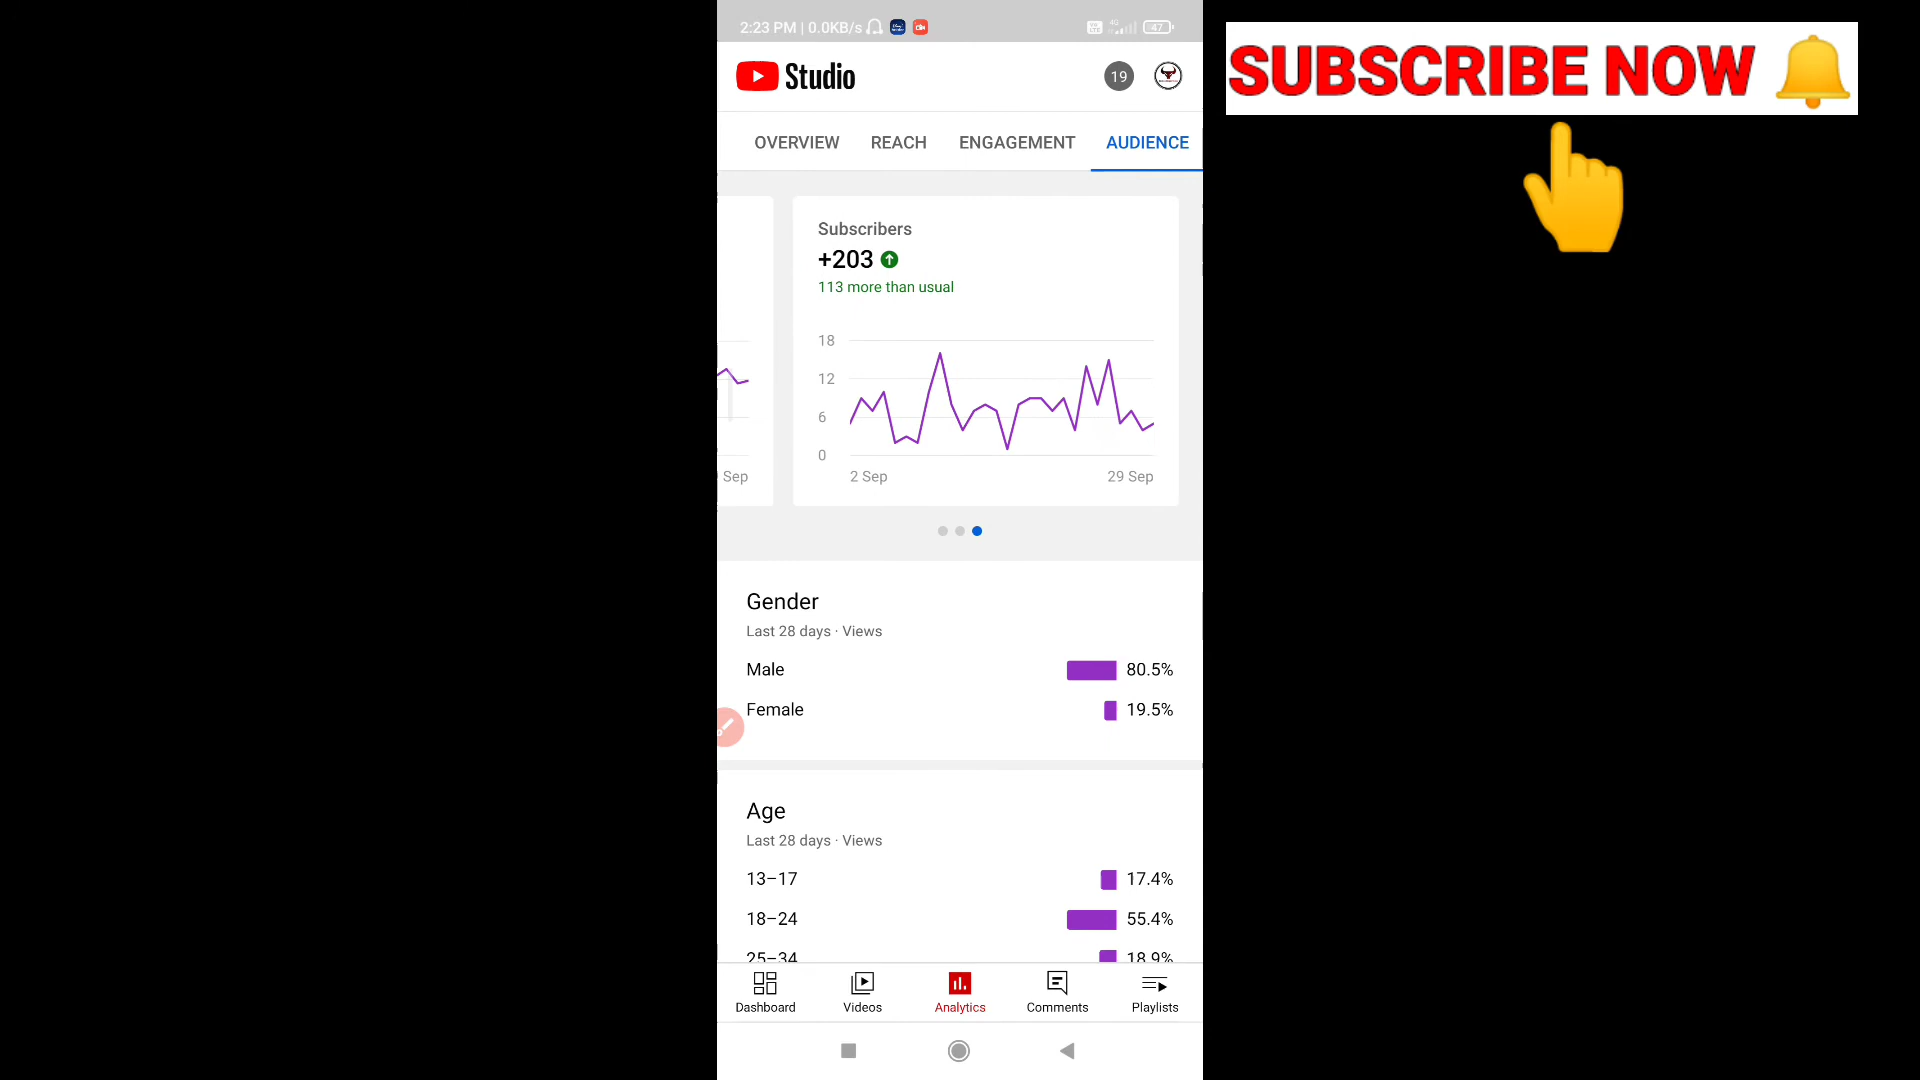 2:23 PM | 0.0KB/s
4G
47
Studio
19
SUBSCRIBE NOW
OVERVIEW
REACH
ENGAGEMENT
AUDIENCE
Subscribers
+203
113 more than usual
18
12
6
0
2 Sep
29 Sep
Sep
Gender
Last 28 days · Views
Male
80.5%
Female
19.5%
Age
Last 28 days · Views
13–17
17.4%
18–24
55.4%
25–34
18.9%
Dashboard
Videos
Analytics
Comments
Playlists